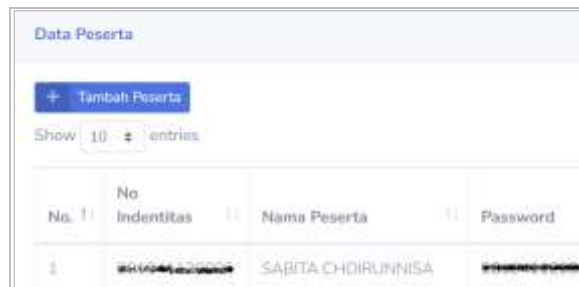 Data Peserta
+ Tambah Peserta
Show 10 entries
No.
No Indentitas
Nama Peserta
Password
1
SABITA CHOIRUNNISA